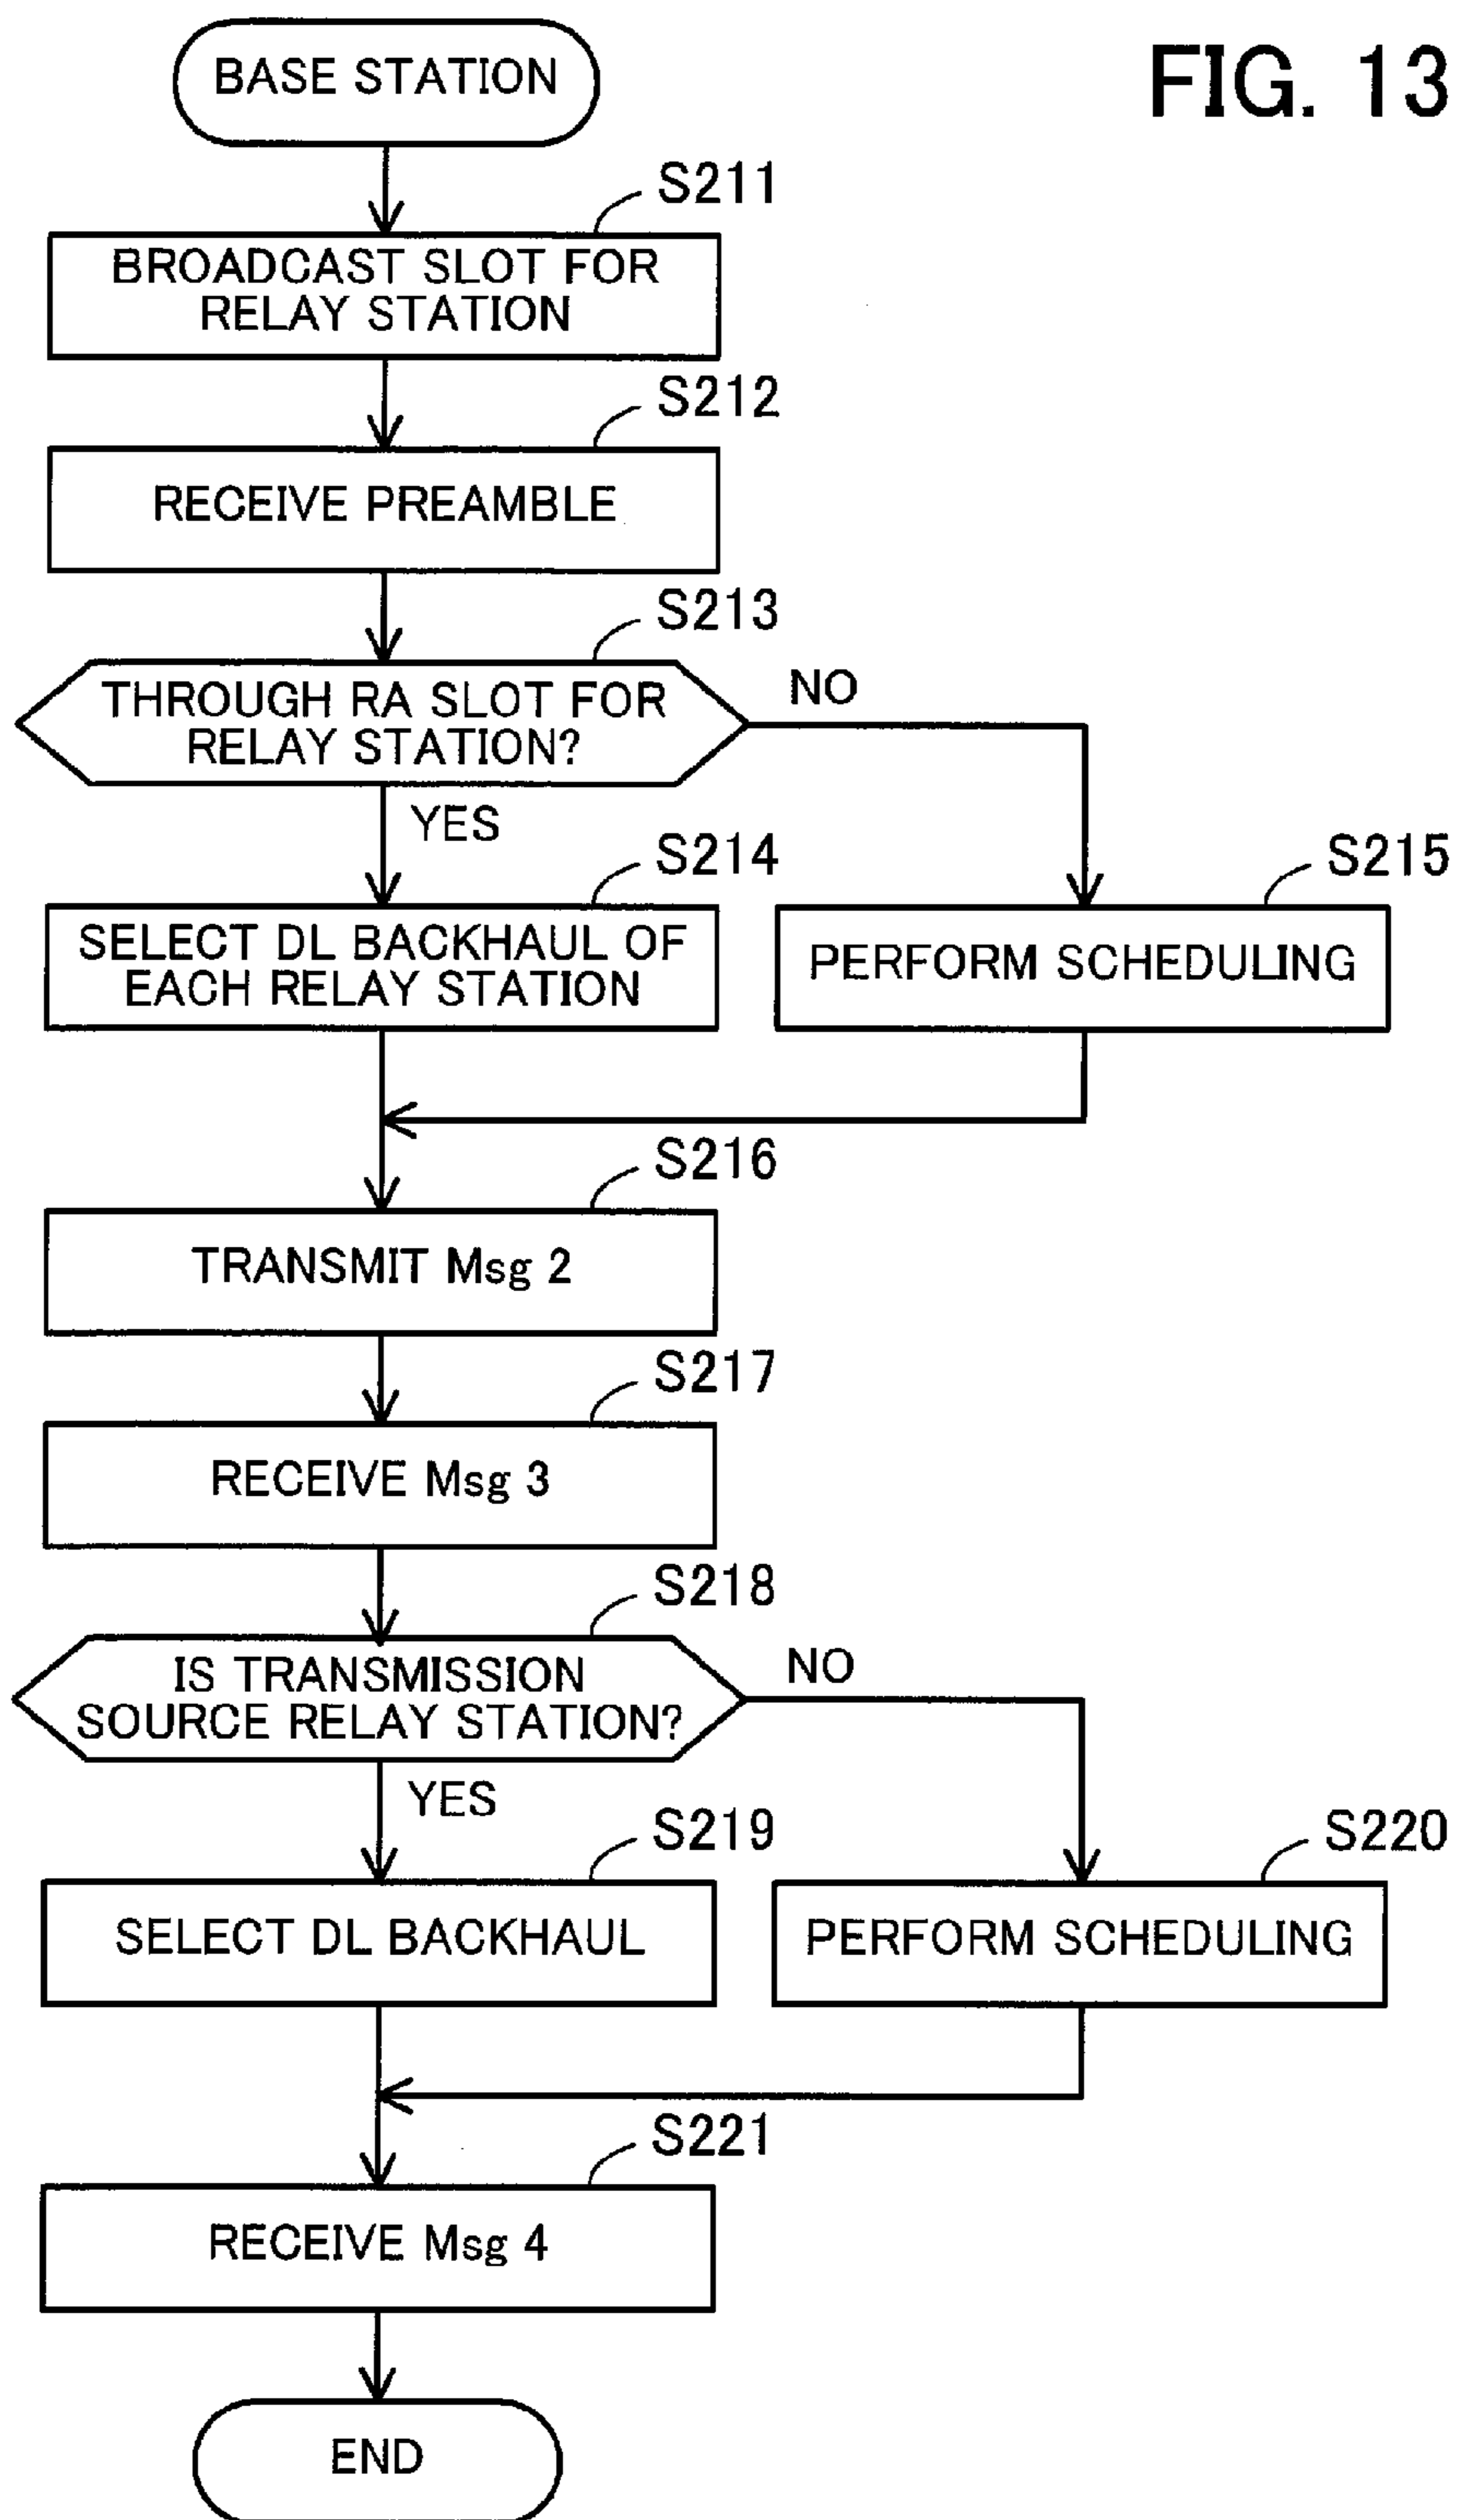 FIG. 13
BASE STATION
S211
BROADCAST SLOT FOR
RELAY STATION
S212
RECEIVE PREAMBLE
S213
THROUGH RA SLOT FOR
RELAY STATION?
NO
YES
S214
SELECT DL BACKHAUL OF
EACH RELAY STATION
S215
PERFORM SCHEDULING
S216
TRANSMIT Msg 2
S217
RECEIVE Msg 3
S218
IS TRANSMISSION
SOURCE RELAY STATION?
NO
YES
S219
SELECT DL BACKHAUL
S220
PERFORM SCHEDULING
S221
RECEIVE Msg 4
END